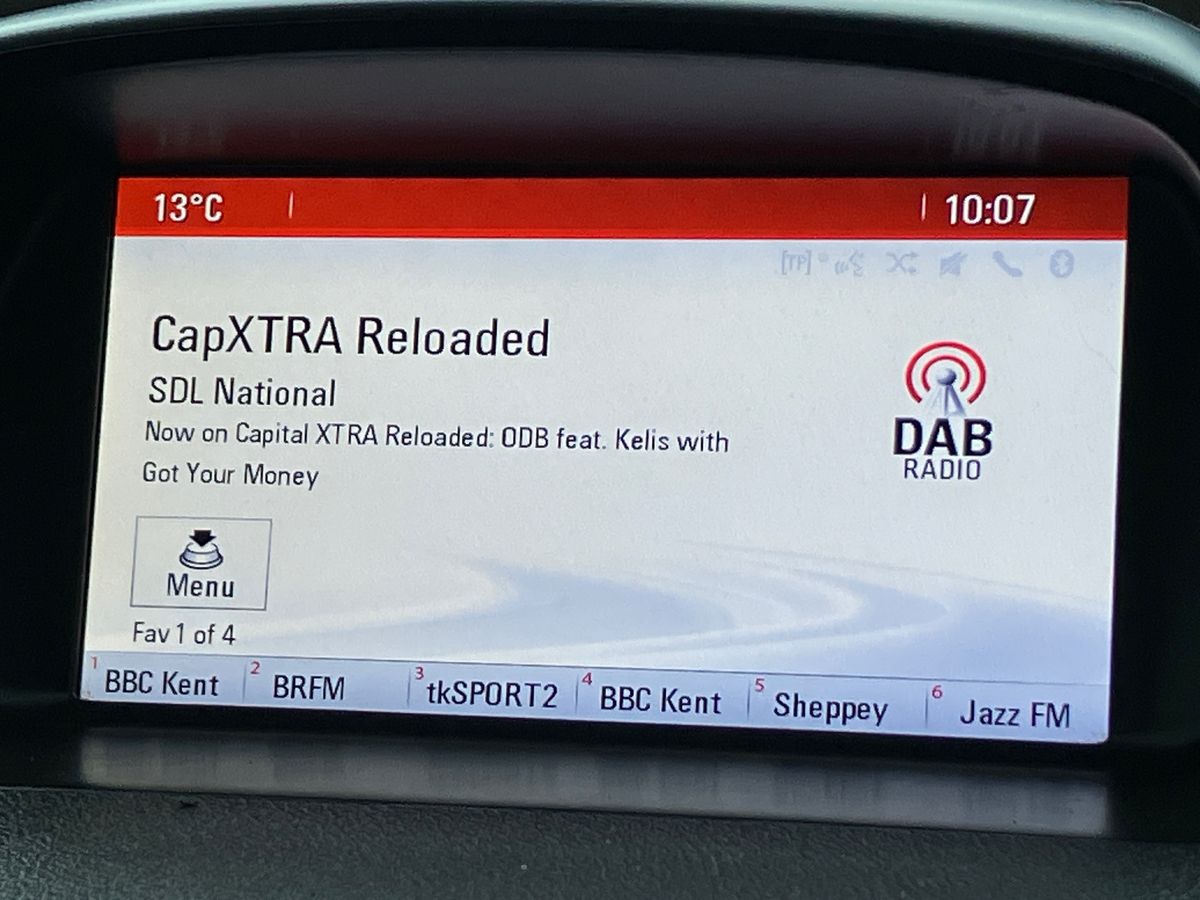 13°C 10:07
[TP]
CapXTRA Reloaded
SDL National
Now on Capital XTRA Reloaded: ODB feat. Kelis with
Got Your Money
DAB
RADIO
Menu
Fav 1 of 4
1 BBC Kent 2 BRFM 3 tkSPORT2 4 BBC Kent 5 Sheppey 6 Jazz FM